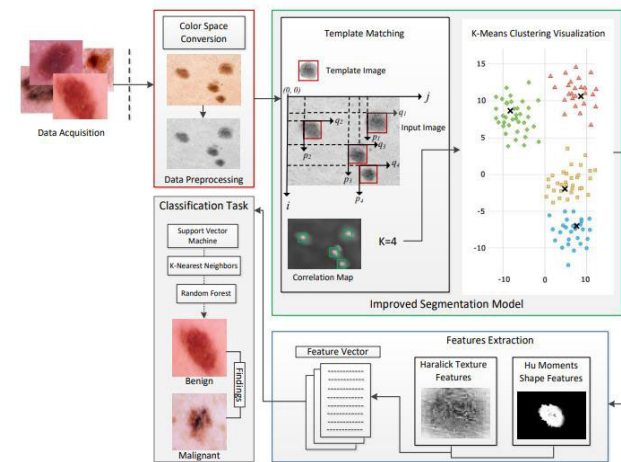 Data Acquisition
Color Space
Conversion
Data Preprocessing
Template Matching
Template Image
(0, 0)
j
q1
q2
Input Image
p1
p2
q3
q4
p3
p4
i
K=4
Correlation Map
K-Means Clustering Visualization
15
10
5
0
-5
-10
-10
0
10
Improved Segmentation Model
Classification Task
Support Vector
Machine
K-Nearest Neighbors
Random Forest
Benign
Findings
Malignant
Features Extraction
Feature Vector
Haralick Texture
Features
Hu Moments
Shape Features